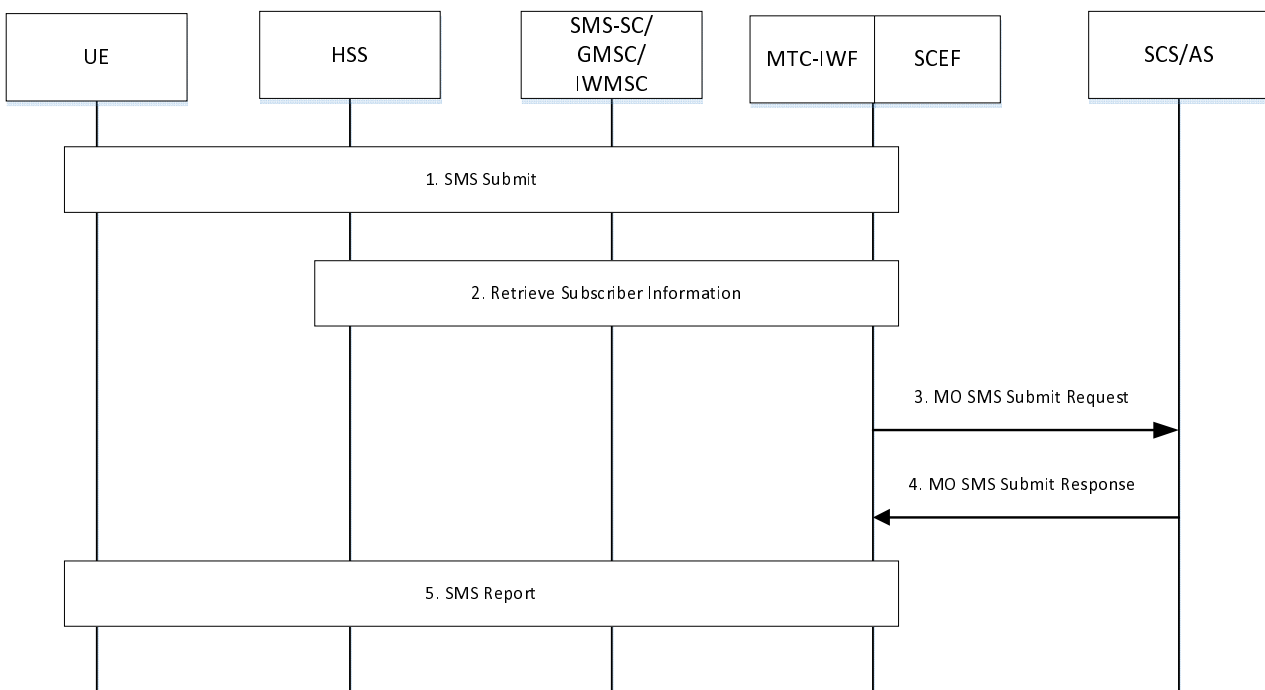 UE
HSS
SMS-SC/
GMSC/
IWMSC
MTC-IWF
SCEF
SCS/AS
1. SMS Submit
2. Retrieve Subscriber Information
3. MO SMS Submit Request
4. MO SMS Submit Response
5. SMS Report